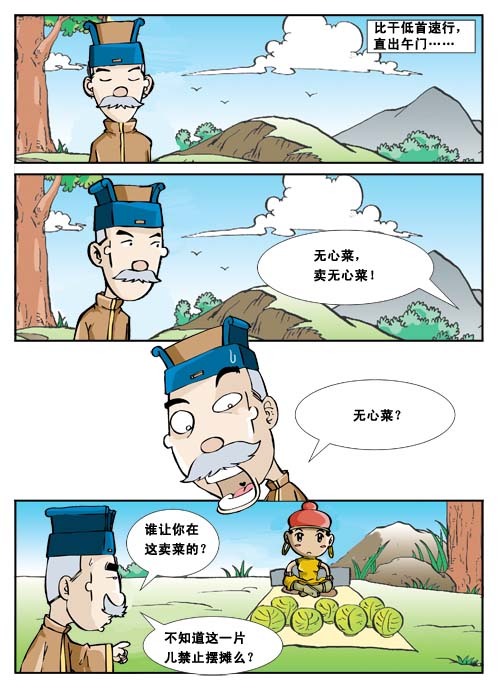 比干低首速行，
直出午门……
无心菜，
卖无心菜！
无心菜？
谁让你在
这卖菜的？
不知道这一片
儿禁止摆摊么？